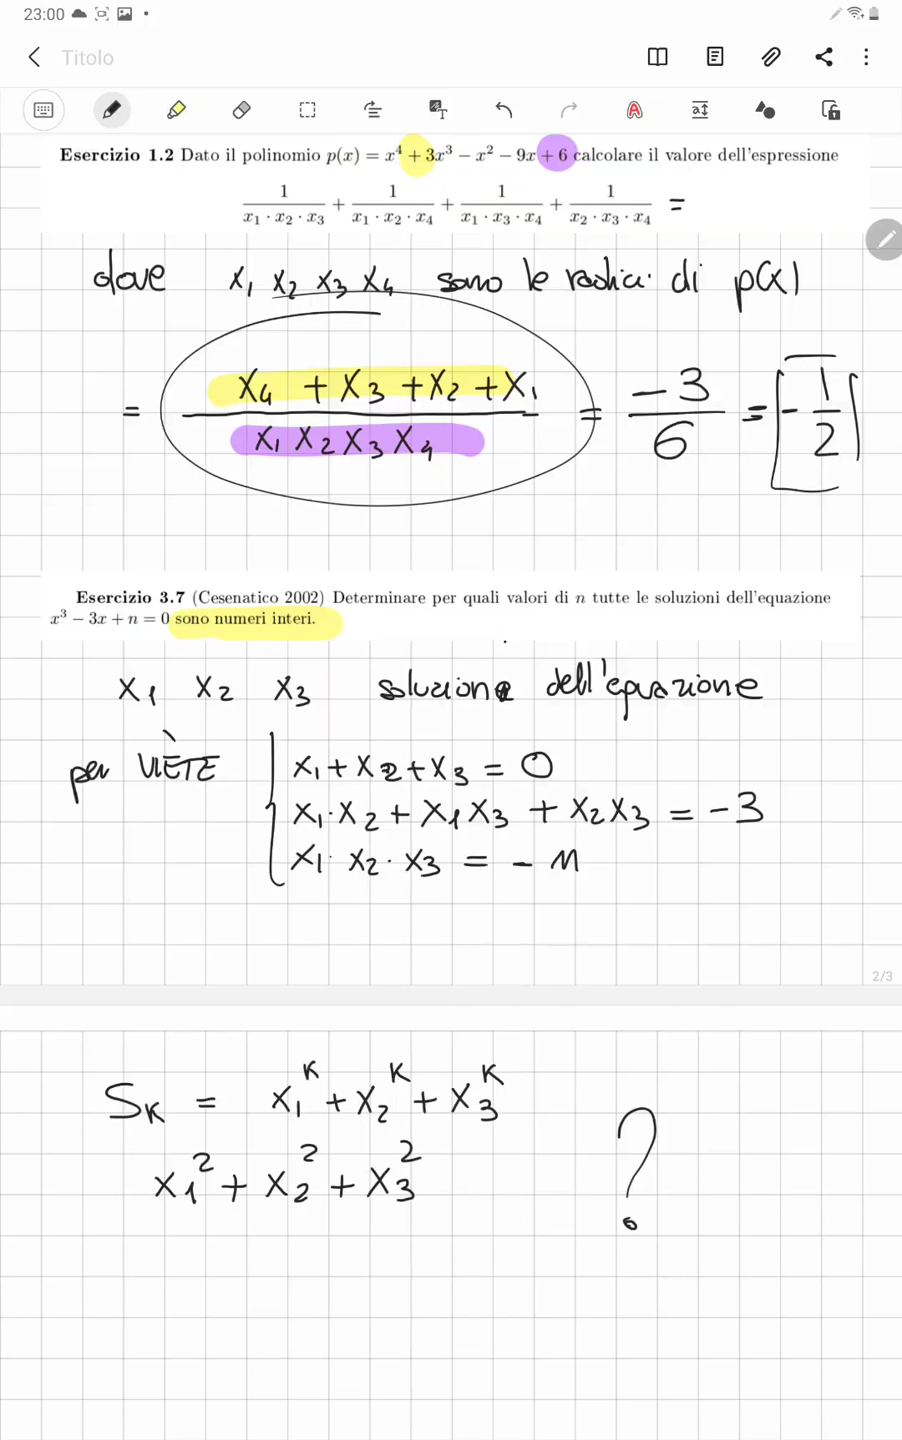 23:00
Titolo
Esercizio 1.2 Dato il polinomio p(x) = x⁴ + 3x³ − x² − 9x + 6 calcolare il valore dell'espressione
1/(x₁ · x₂ · x₃) + 1/(x₁ · x₂ · x₄) + 1/(x₁ · x₃ · x₄) + 1/(x₂ · x₃ · x₄) =
dove x₁ x₂ x₃ x₄ sono le radici di p(x)
= (x₄ + x₃ + x₂ + x₁)/(x₁ x₂ x₃ x₄) = −3/6 = −1/2
Esercizio 3.7 (Cesenatico 2002) Determinare per quali valori di n tutte le soluzioni dell'equazione
x³ − 3x + n = 0 sono numeri interi.
x₁ x₂ x₃ soluzione dell'equazione
per VIÈTE
x₁ + x₂ + x₃ = 0
x₁ · x₂ + x₁ x₃ + x₂ x₃ = −3
x₁ · x₂ · x₃ = − n
2/3
S_K = x₁ᴷ + x₂ᴷ + x₃ᴷ
x₁² + x₂² + x₃² ?